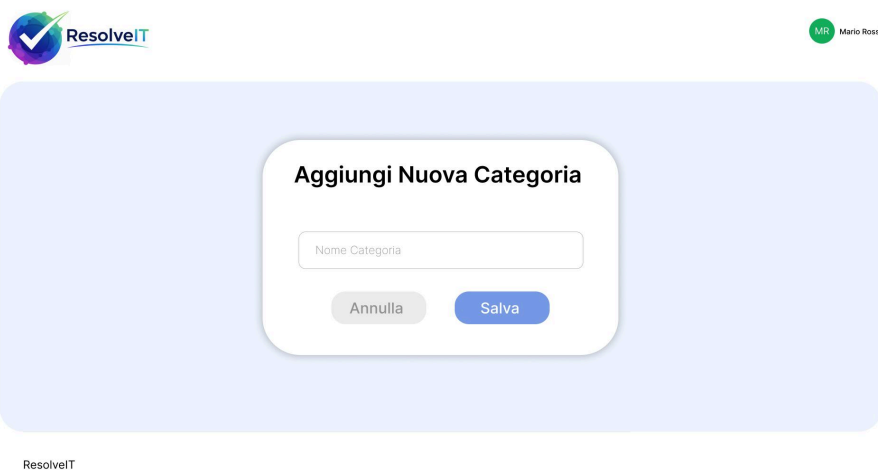 ResolveIT
MR Mario Ross
Aggiungi Nuova Categoria
Nome Categoria
Annulla Salva
ResolveIT